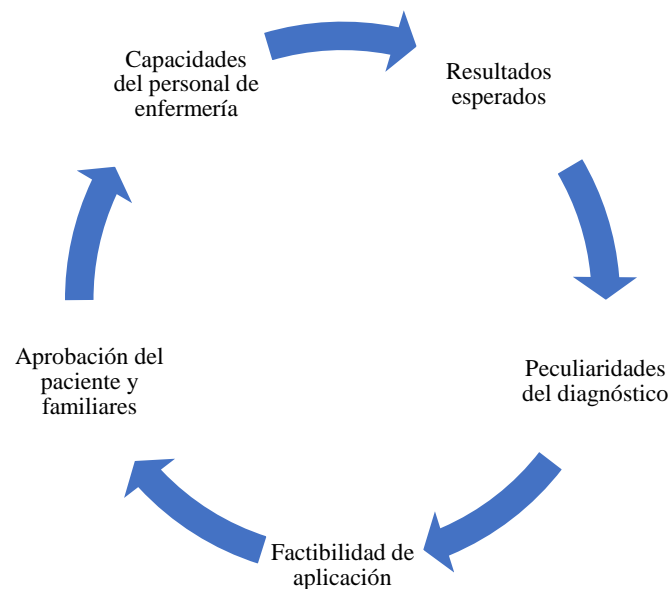 Capacidades
del personal de
enfermería
Resultados
esperados
Peculiaridades
del diagnóstico
Factibilidad de
aplicación
Aprobación del
paciente y
familiares